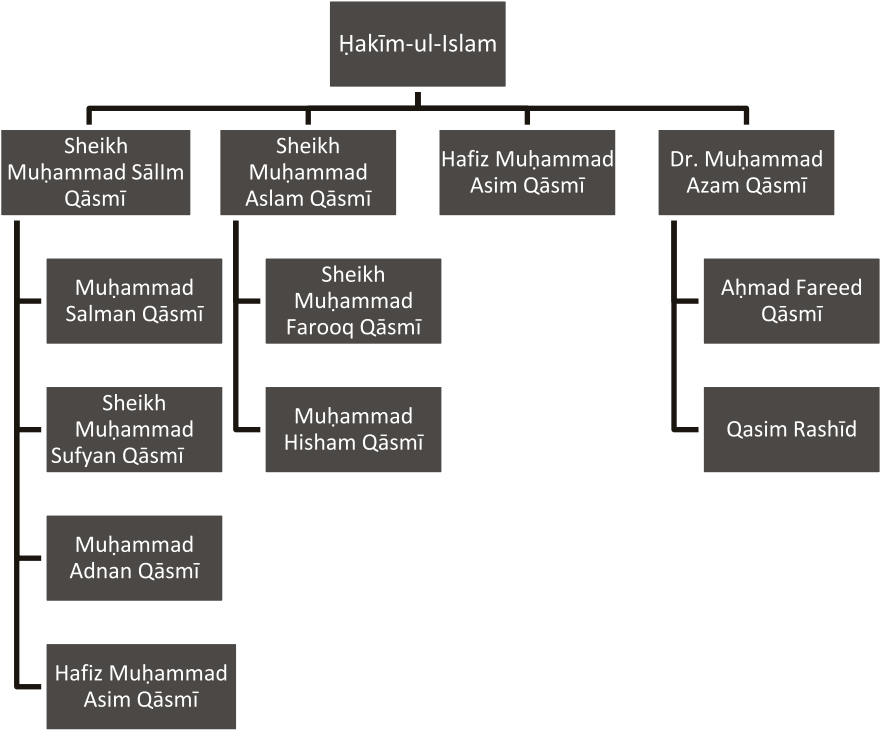 Ḥakīm-ul-Islam
Sheikh
Muḥammad SālIm
Qāsmī
Sheikh
Muḥammad
Aslam Qāsmī
Hafiz Muḥammad
Asim Qāsmī
Dr. Muḥammad
Azam Qāsmī
Muḥammad
Salman Qāsmī
Sheikh
Muḥammad
Sufyan Qāsmī
Muḥammad
Adnan Qāsmī
Hafiz Muḥammad
Asim Qāsmī
Sheikh
Muḥammad
Farooq Qāsmī
Muḥammad
Hisham Qāsmī
Aḥmad Fareed
Qāsmī
Qasim Rashīd